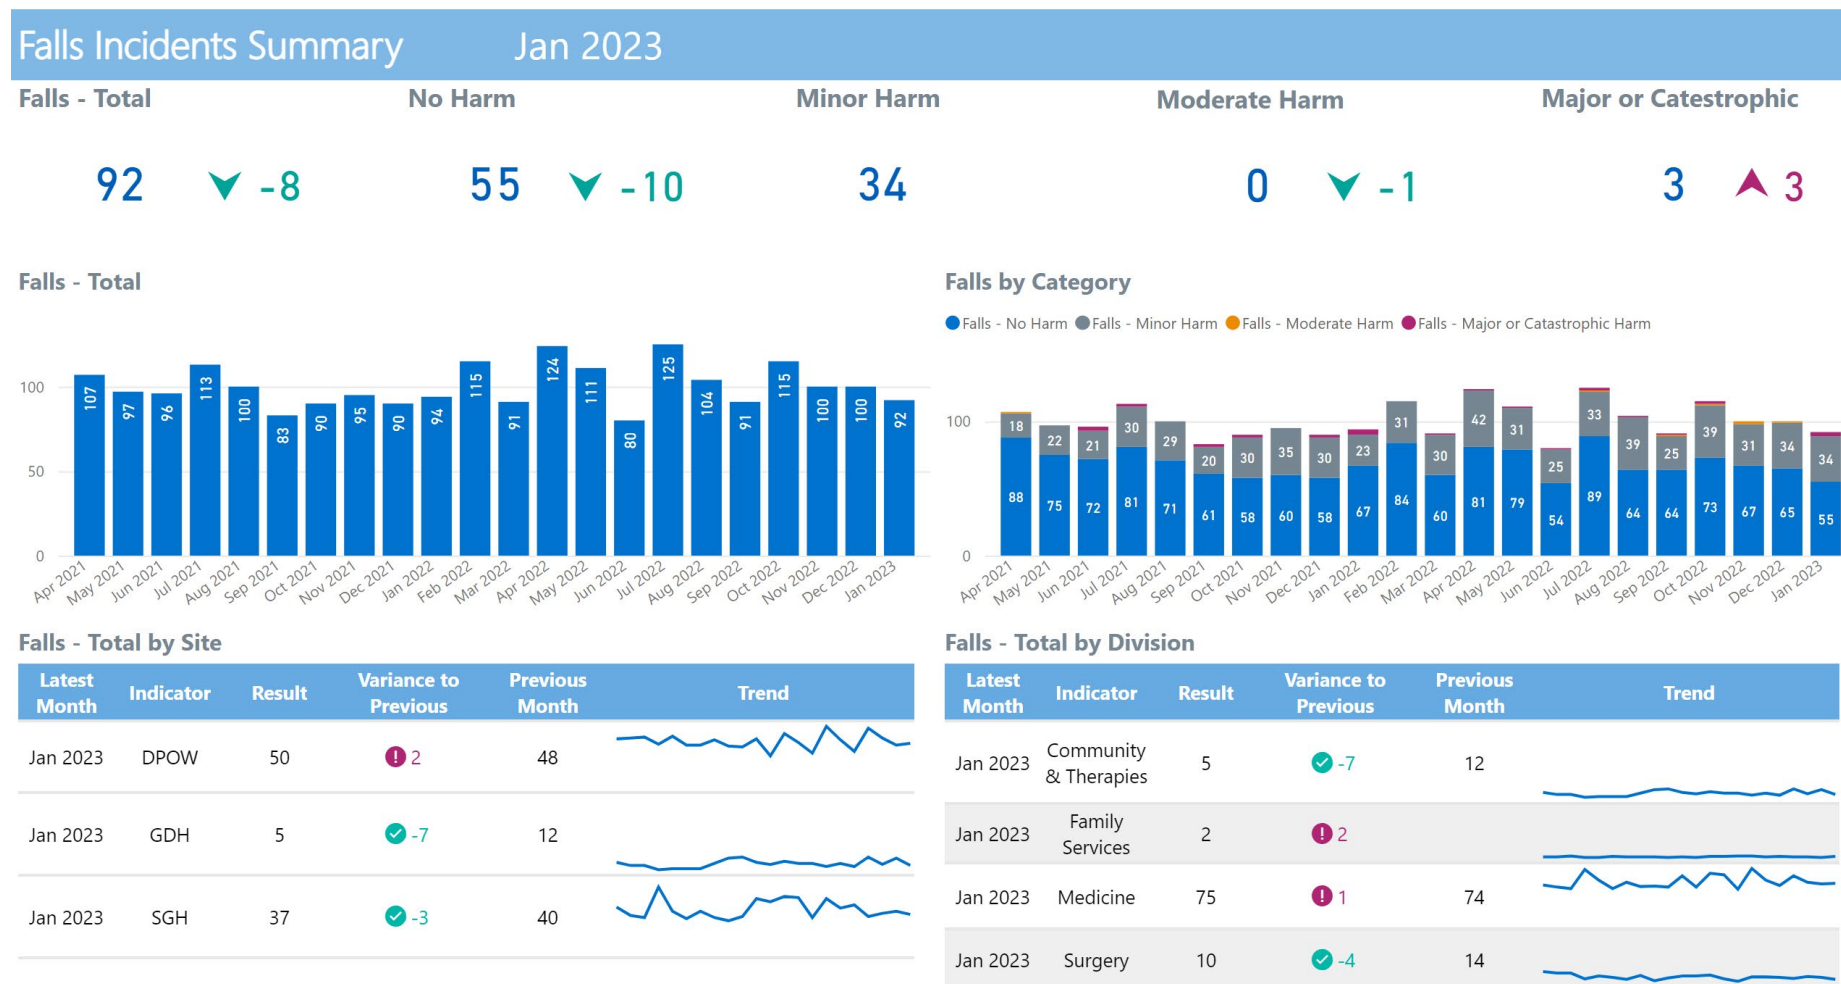 Falls Incidents Summary Jan 2023
Falls - Total No Harm Minor Harm Moderate Harm Major or Catestrophic
92 -8 55 -10 34 0 -1 3 3
Falls - Total
100
50
0
107 97 96 113 100 83 90 95 90 94 115 91 124 111 80 125 104 91 115 100 100 92
Apr 2021 May 2021 Jun 2021 Jul 2021 Aug 2021 Sep 2021 Oct 2021 Nov 2021 Dec 2021 Jan 2022 Feb 2022 Mar 2022 Apr 2022 May 2022 Jun 2022 Jul 2022 Aug 2022 Sep 2022 Oct 2022 Nov 2022 Dec 2022 Jan 2023
Falls by Category
Falls - No Harm Falls - Minor Harm Falls - Moderate Harm Falls - Major or Catastrophic Harm
100
0
18 22 21 30 29 20 30 35 30 23 31 30 42 31 25 33 39 25 39 31 34 34
88 75 72 81 71 61 58 60 58 67 84 60 81 79 54 89 64 64 73 67 65 55
Apr 2021 May 2021 Jun 2021 Jul 2021 Aug 2021 Sep 2021 Oct 2021 Nov 2021 Dec 2021 Jan 2022 Feb 2022 Mar 2022 Apr 2022 May 2022 Jun 2022 Jul 2022 Aug 2022 Sep 2022 Oct 2022 Nov 2022 Dec 2022 Jan 2023
Falls - Total by Site
Latest Month Indicator Result Variance to Previous Previous Month Trend
Jan 2023 DPOW 50 2 48
Jan 2023 GDH 5 -7 12
Jan 2023 SGH 37 -3 40
Falls - Total by Division
Latest Month Indicator Result Variance to Previous Previous Month Trend
Jan 2023 Community & Therapies 5 -7 12
Jan 2023 Family Services 2 2
Jan 2023 Medicine 75 1 74
Jan 2023 Surgery 10 -4 14